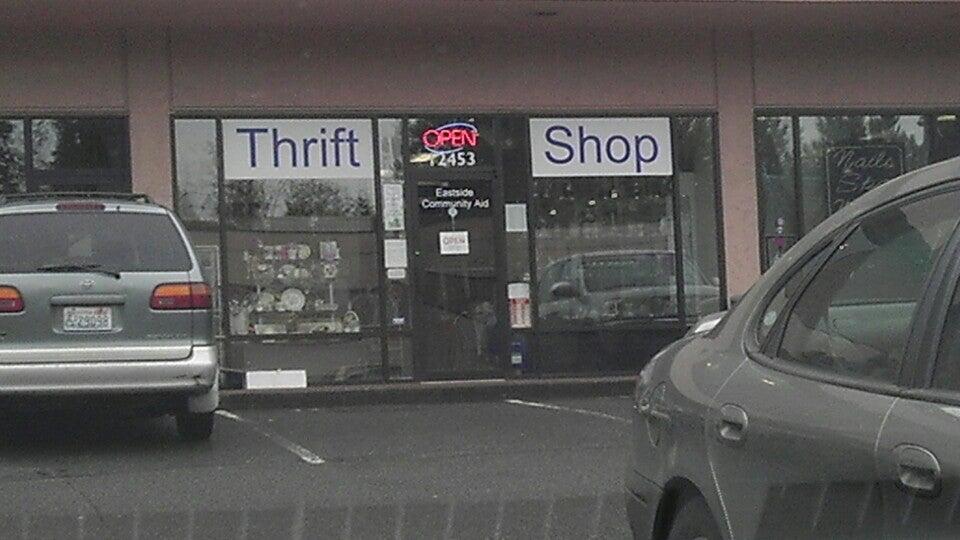 Thrift
OPEN
12453
Shop
Eastside
Community Aid
OPEN
Nails